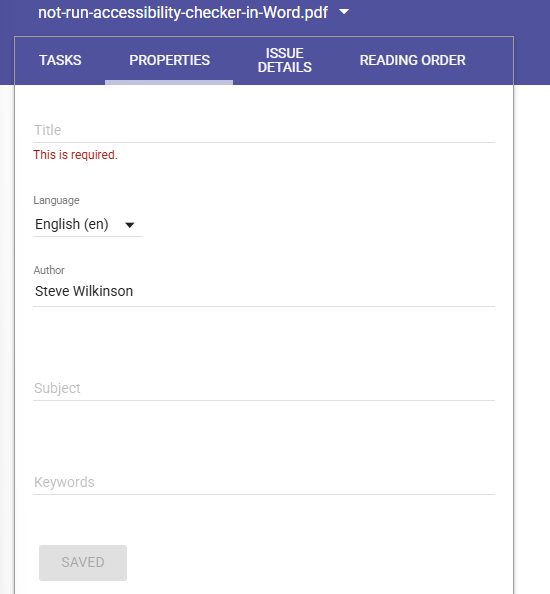 not-run-accessibility-checker-in-Word.pdf
TASKS
PROPERTIES
ISSUE
DETAILS
READING ORDER
Title
This is required.
Language
English (en)
Author
Steve Wilkinson
Subject
Keywords
SAVED